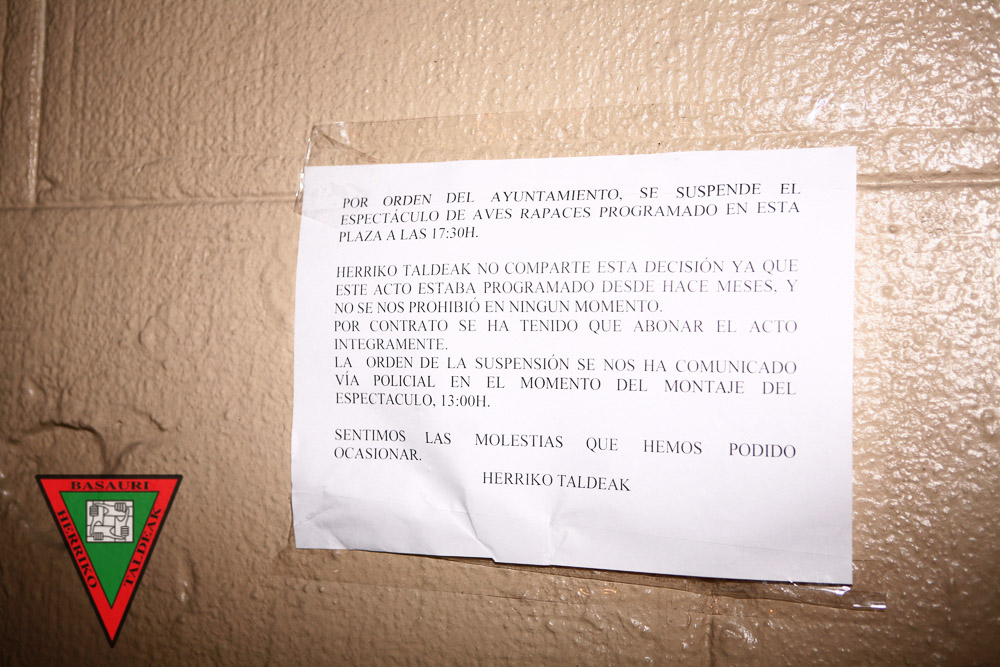 POR ORDEN DEL AYUNTAMIENTO, SE SUSPENDE EL
ESPECTÁCULO DE AVES RAPACES PROGRAMADO EN ESTA
PLAZA A LAS 17:30H.
HERRIKO TALDEAK NO COMPARTE ESTA DECISIÓN YA QUE
ESTE ACTO ESTABA PROGRAMADO DESDE HACE MESES, Y
NO SE NOS PROHIBIÓ EN NINGUN MOMENTO.
POR CONTRATO SE HA TENIDO QUE ABONAR EL ACTO
INTEGRAMENTE.
LA ORDEN DE LA SUSPENSIÓN SE NOS HA COMUNICADO
VÍA POLICIAL EN EL MOMENTO DEL MONTAJE DEL
ESPECTACULO, 13:00H.
SENTIMOS LAS MOLESTIAS QUE HEMOS PODIDO
OCASIONAR.
HERRIKO TALDEAK
BASAURI
HERRIKO
TALDEAK